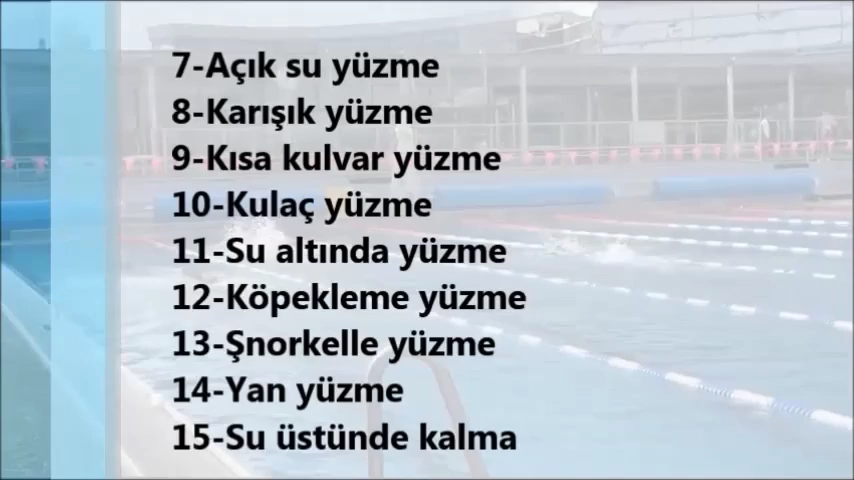 7-Açık su yüzme
8-Karışık yüzme
9-Kısa kulvar yüzme
10-Kulaç yüzme
11-Su altında yüzme
12-Köpekleme yüzme
13-Şnorkelle yüzme
14-Yan yüzme
15-Su üstünde kalma